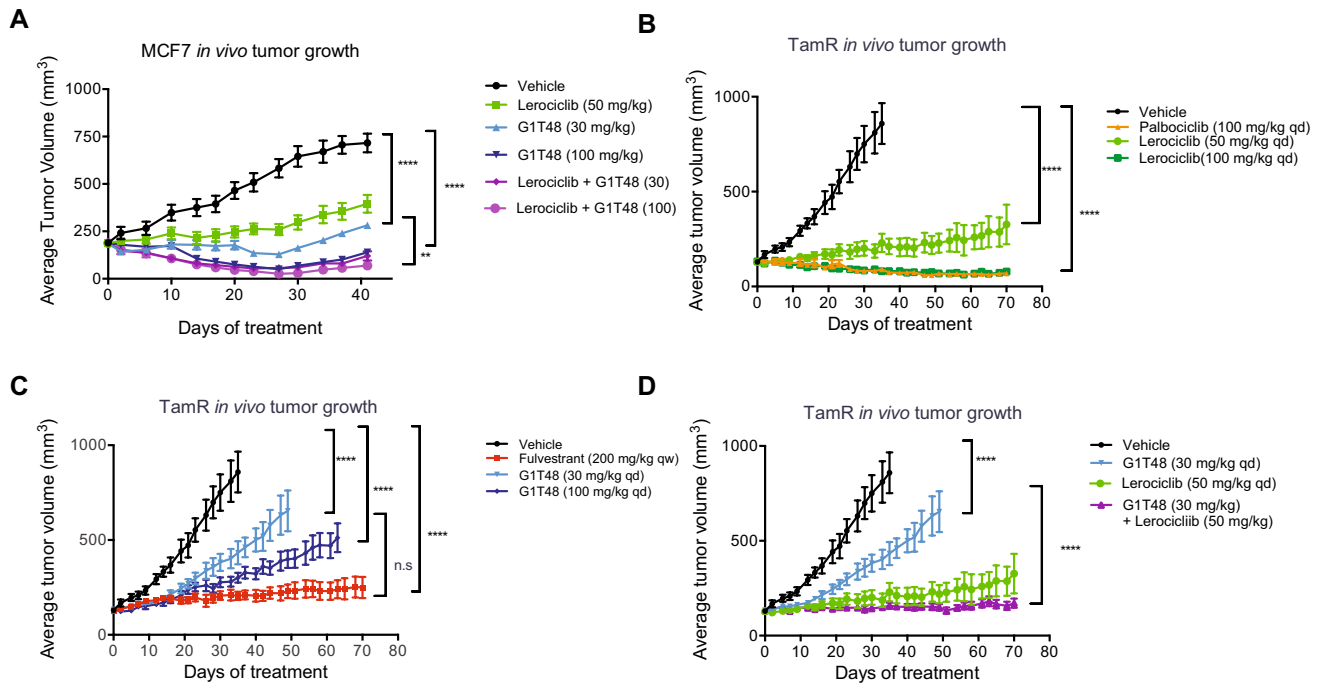 A
MCF7 in vivo tumor growth
Average Tumor Volume (mm3)
1000
750
500
250
0
0
10
20
30
40
Days of treatment
Vehicle
Lerociclib (50 mg/kg)
G1T48 (30 mg/kg)
G1T48 (100 mg/kg)
Lerociclib + G1T48 (30)
Lerociclib + G1T48 (100)
****
****
**
B
TamR in vivo tumor growth
Average tumor volume (mm3)
1000
500
0
0
10
20
30
40
50
60
70
80
Days of treatment
Vehicle
Palbociclib (100 mg/kg qd)
Lerociclib (50 mg/kg qd)
Lerociclib(100 mg/kg qd)
****
****
C
TamR in vivo tumor growth
Average tumor volume (mm3)
1000
500
0
0
10
20
30
40
50
60
70
80
Days of treatment
Vehicle
Fulvestrant (200 mg/kg qw)
G1T48 (30 mg/kg qd)
G1T48 (100 mg/kg qd)
****
****
****
n.s
D
TamR in vivo tumor growth
Average tumor volume (mm3)
1000
500
0
0
10
20
30
40
50
60
70
80
Days of treatment
Vehicle
G1T48 (30 mg/kg qd)
Lerociclib (50 mg/kg qd)
G1T48 (30 mg/kg)
+ Lerocicliib (50 mg/kg)
****
****